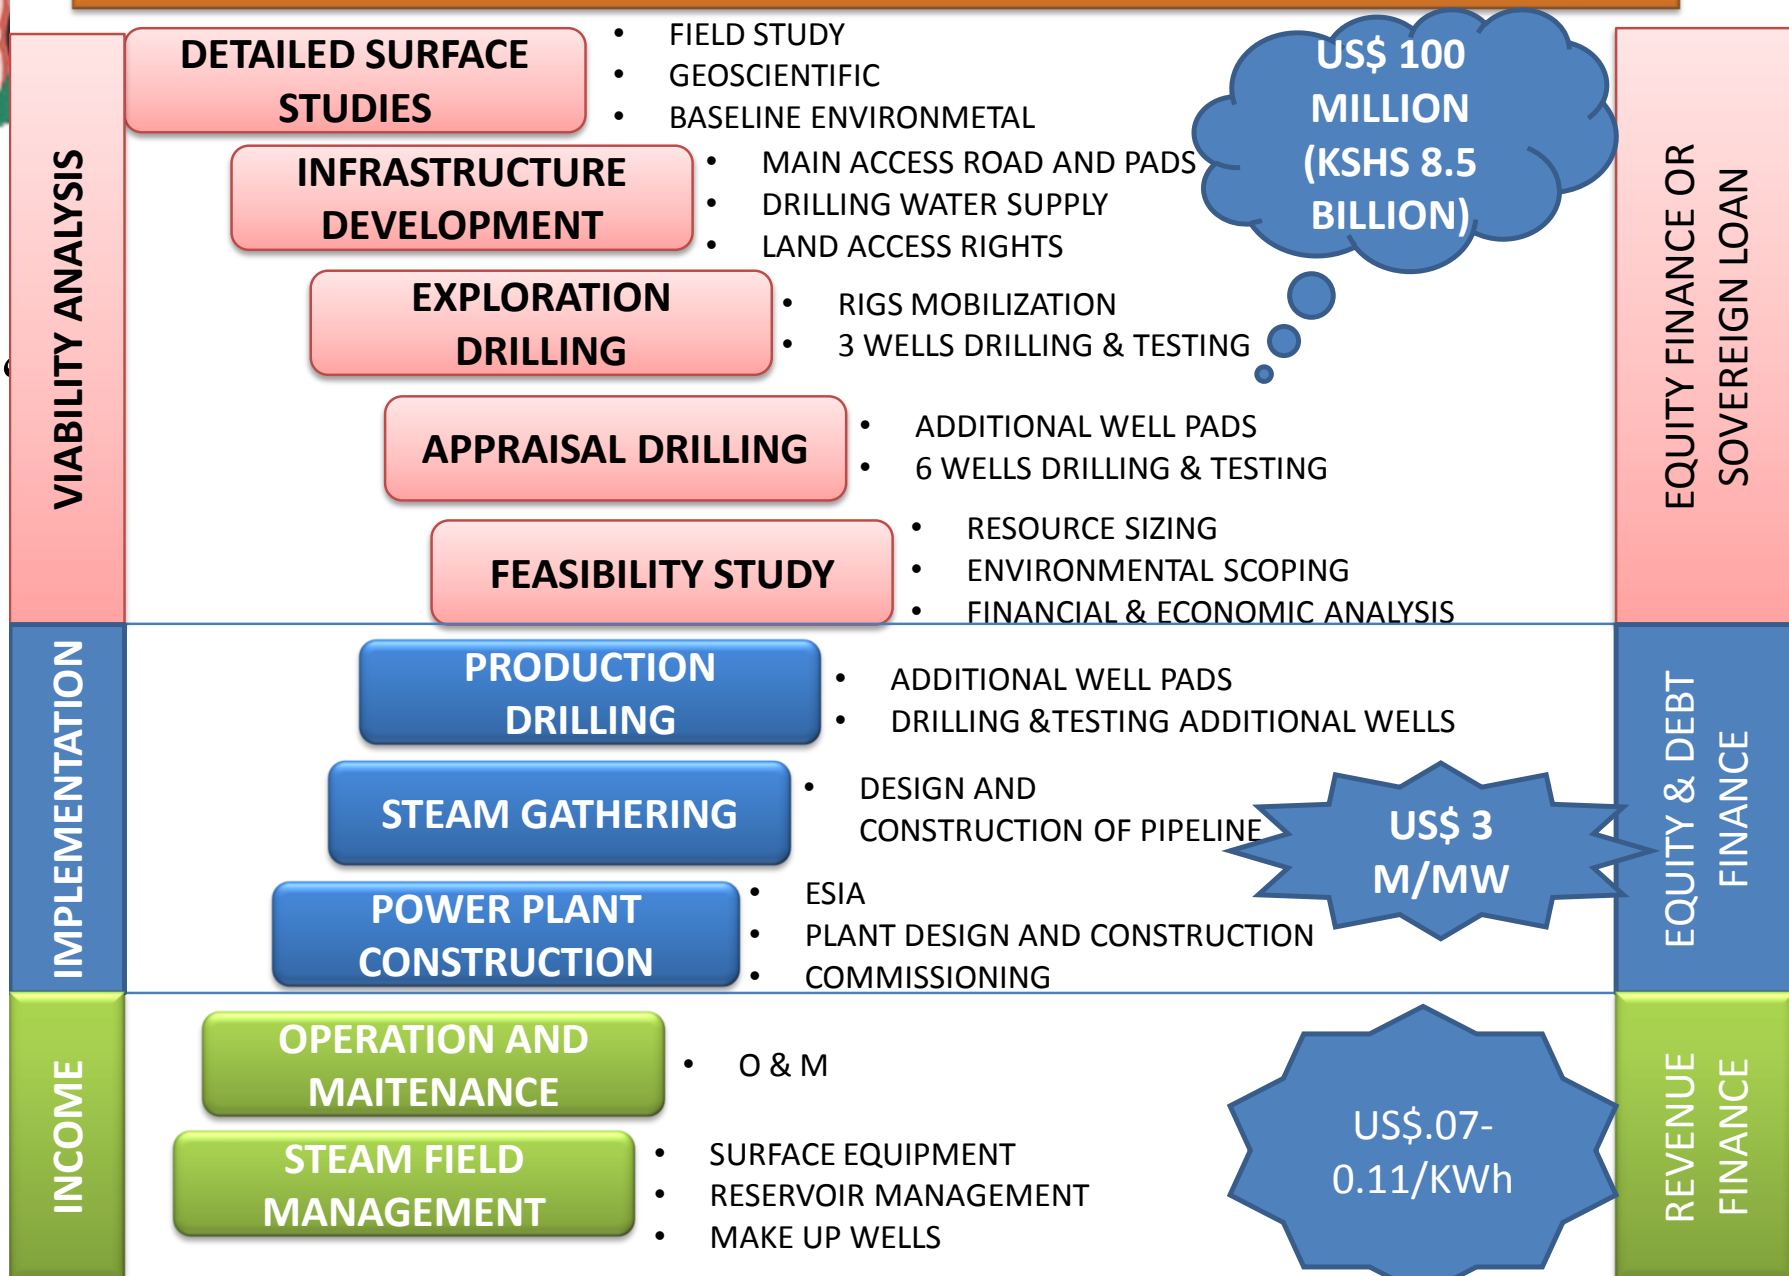 VIABILITY ANALYSIS
DETAILED SURFACE
STUDIES
• FIELD STUDY
• GEOSCIENTIFIC
• BASELINE ENVIRONMETAL
INFRASTRUCTURE
DEVELOPMENT
• MAIN ACCESS ROAD AND PADS
• DRILLING WATER SUPPLY
• LAND ACCESS RIGHTS
EXPLORATION
DRILLING
• RIGS MOBILIZATION
• 3 WELLS DRILLING & TESTING
APPRAISAL DRILLING
• ADDITIONAL WELL PADS
• 6 WELLS DRILLING & TESTING
FEASIBILITY STUDY
• RESOURCE SIZING
• ENVIRONMENTAL SCOPING
• FINANCIAL & ECONOMIC ANALYSIS
US$ 100
MILLION
(KSHS 8.5
BILLION)
EQUITY FINANCE OR
SOVEREIGN LOAN
IMPLEMENTATION
PRODUCTION
DRILLING
• ADDITIONAL WELL PADS
• DRILLING &TESTING ADDITIONAL WELLS
STEAM GATHERING
• DESIGN AND
CONSTRUCTION OF PIPELINE
POWER PLANT
CONSTRUCTION
• ESIA
• PLANT DESIGN AND CONSTRUCTION
• COMMISSIONING
US$ 3
M/MW
EQUITY & DEBT
FINANCE
INCOME
OPERATION AND
MAITENANCE
• O & M
STEAM FIELD
MANAGEMENT
• SURFACE EQUIPMENT
• RESERVOIR MANAGEMENT
• MAKE UP WELLS
US$.07-
0.11/KWh
REVENUE
FINANCE